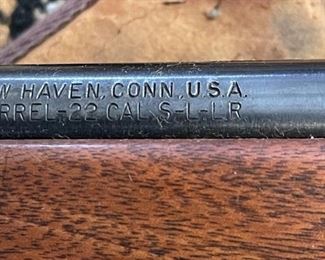 W HAVEN, CONN., U.S.A.
RREL-22 CAL S-L-LR